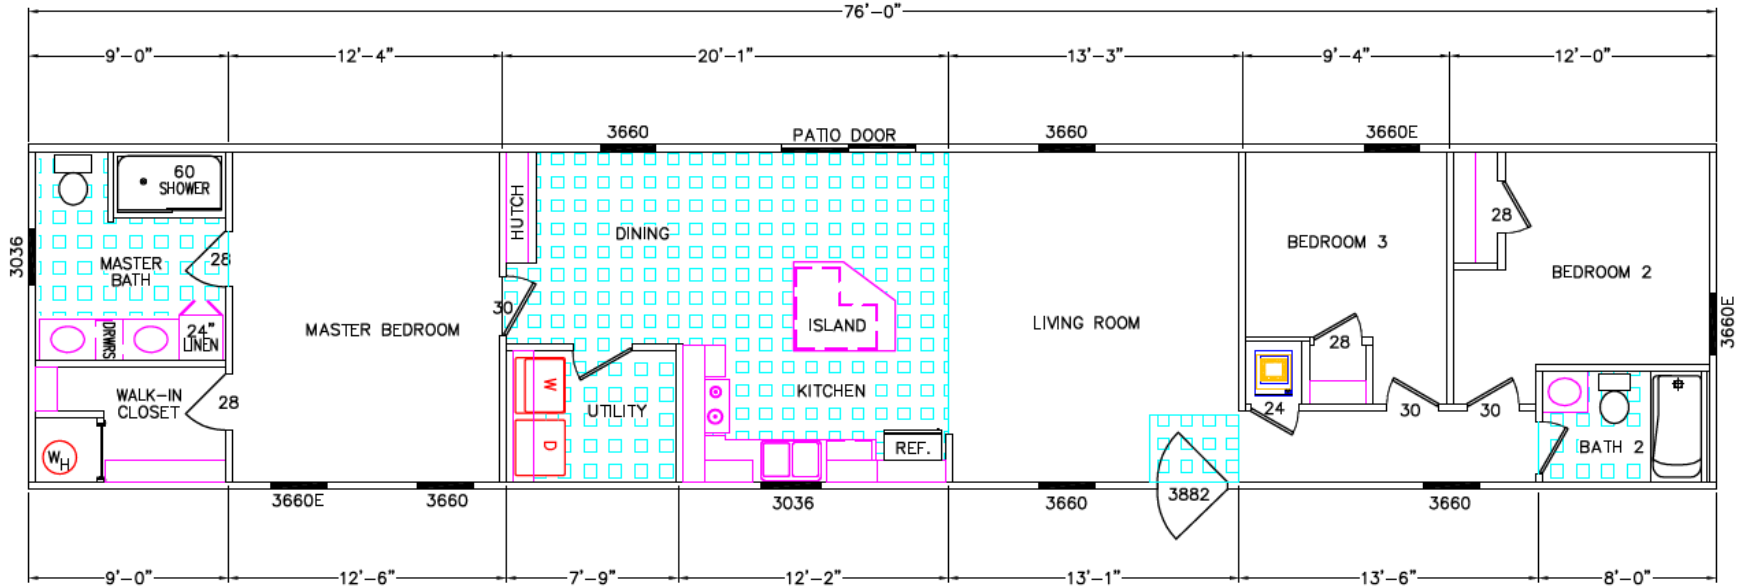 76'-0"
9'-0" 12'-4" 20'-1" 13'-3" 9'-4" 12'-0"
3660 PATIO DOOR 3660 3660E
60
SHOWER
HUTCH
28
DINING
3036
BEDROOM 3
MASTER
BATH
28
BEDROOM 2
30
3660E
24"
LINEN
DRWRS
MASTER BEDROOM
ISLAND
LIVING ROOM
28
W
KITCHEN
WALK-IN
CLOSET
28
UTILITY
24
30
30
D
REF.
BATH 2
WH
3660E 3660 3036 3660 3882 3660
9'-0" 12'-6" 7'-9" 12'-2" 13'-1" 13'-6" 8'-0"